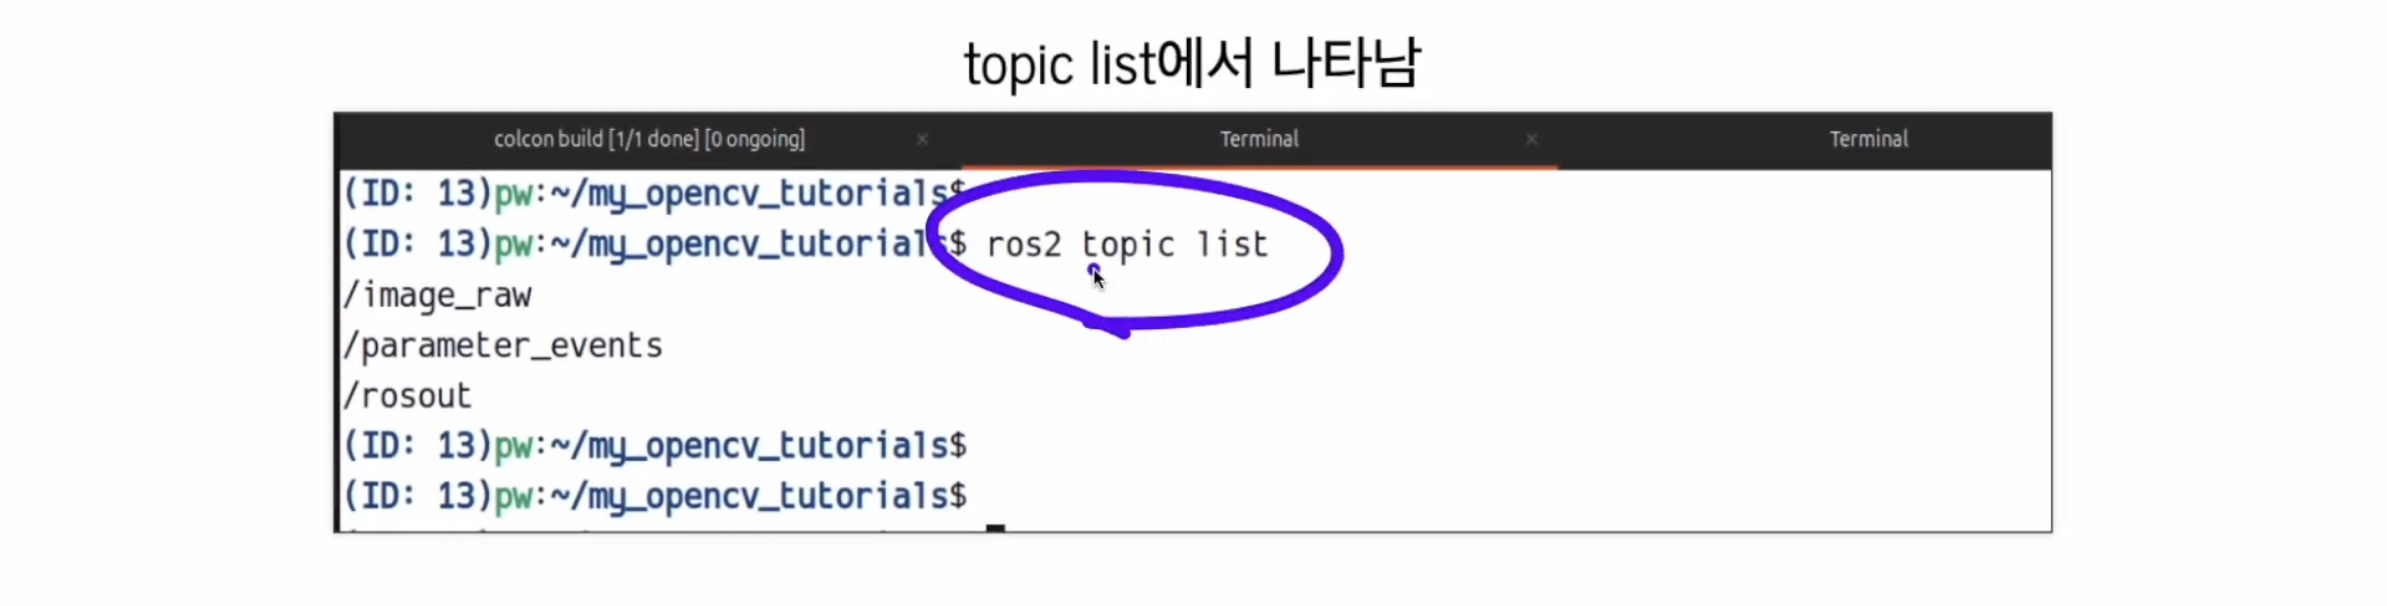 topic list에서 나타남
colcon build [1/1 done] [0 ongoing] × Terminal × Terminal
(ID: 13)pw:~/my_opencv_tutorials$
(ID: 13)pw:~/my_opencv_tutorials$ ros2 topic list
/image_raw
/parameter_events
/rosout
(ID: 13)pw:~/my_opencv_tutorials$
(ID: 13)pw:~/my_opencv_tutorials$